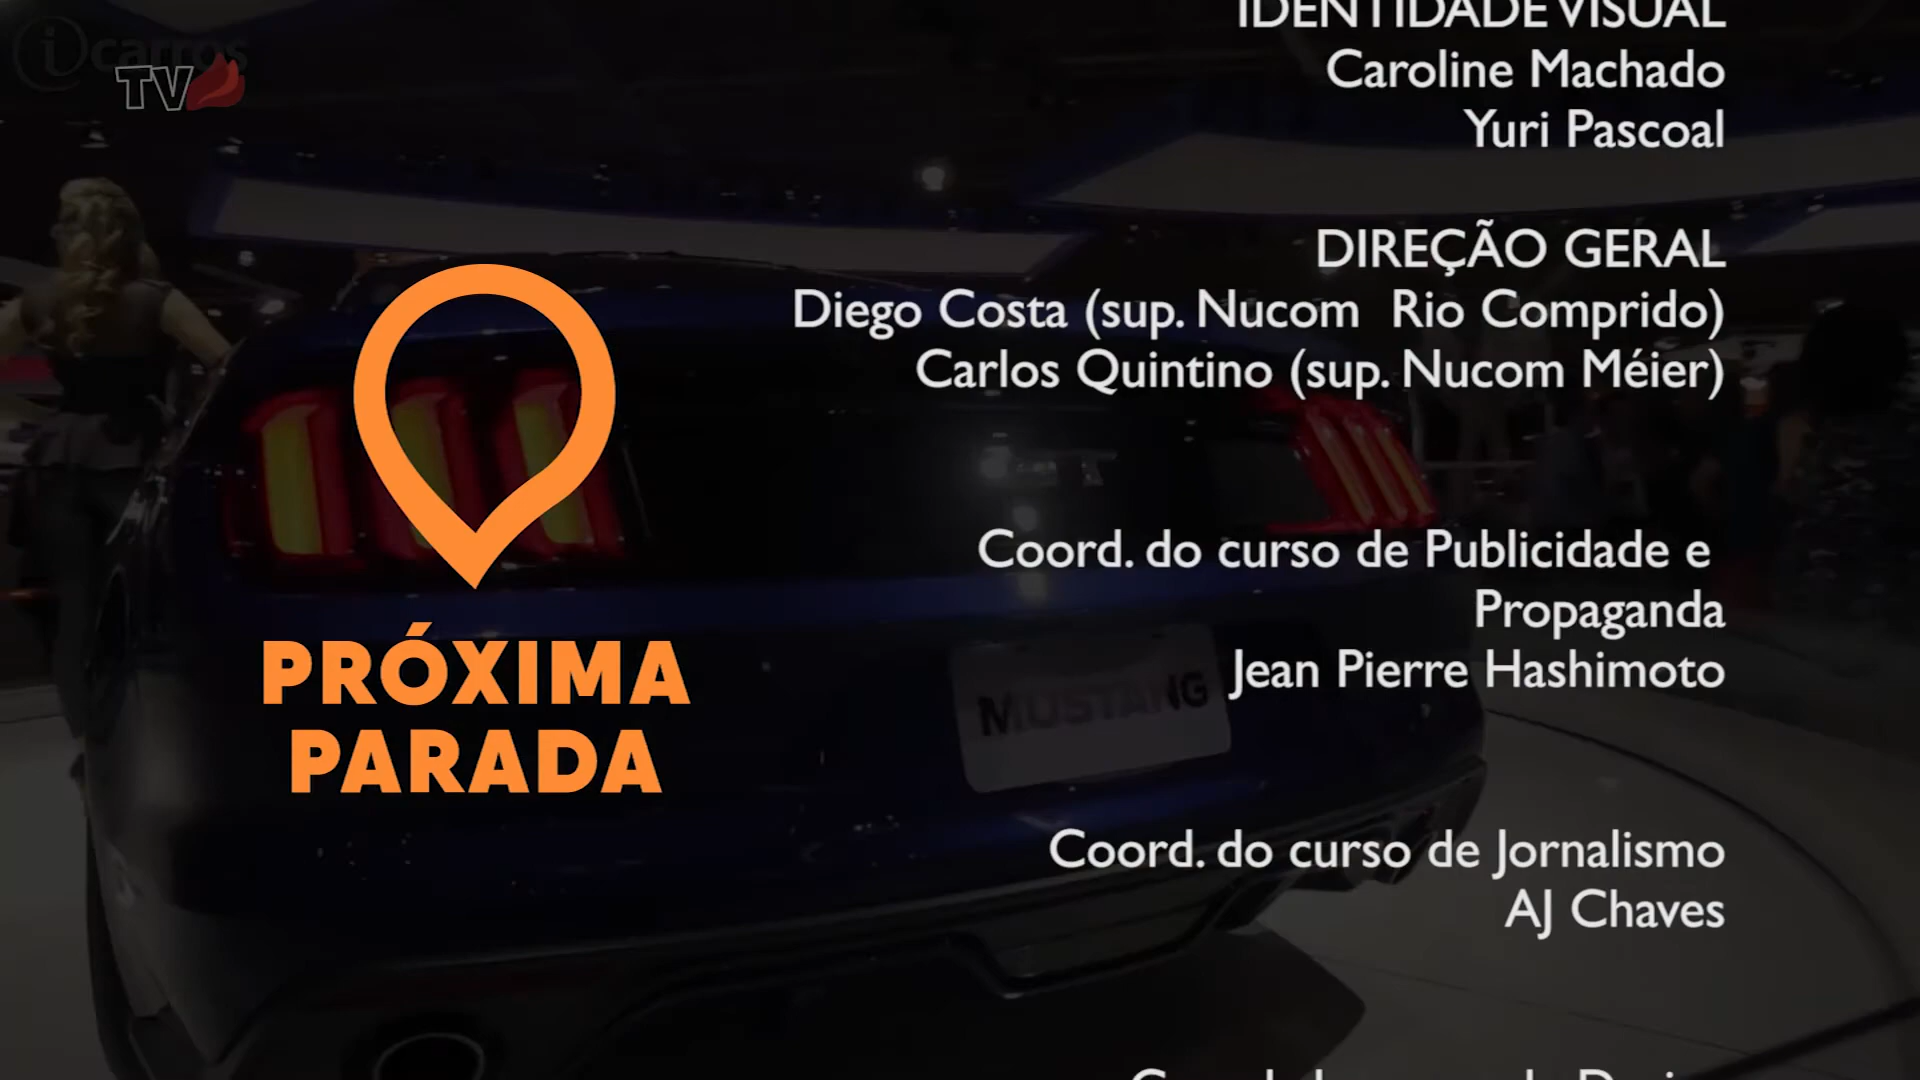 icarros
TV
IDENTIDADE VISUAL
Caroline Machado
Yuri Pascoal
DIREÇÃO GERAL
Diego Costa (sup. Nucom Rio Comprido)
Carlos Quintino (sup. Nucom Méier)
Coord. do curso de Publicidade e
Propaganda
Jean Pierre Hashimoto
Coord. do curso de Jornalismo
AJ Chaves
PRÓXIMA
PARADA
MUSTANG